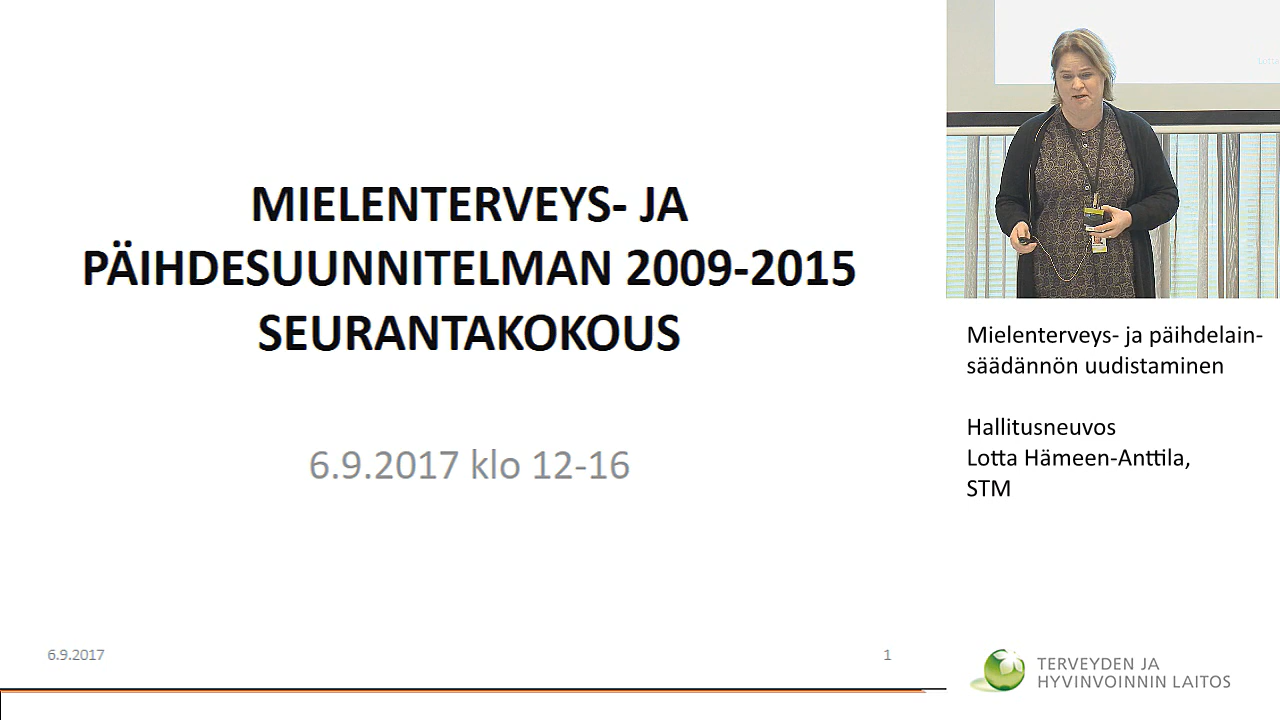 MIELENTERVEYS- JA
PÄIHDESUUNNITELMAN 2009-2015
SEURANTAKOKOUS
6.9.2017 klo 12-16
6.9.2017
1
Lotta
Mielenterveys- ja päihdelain-
säädännön uudistaminen
Hallitusneuvos
Lotta Hämeen-Anttila,
STM
TERVEYDEN JA
HYVINVOINNIN LAITOS